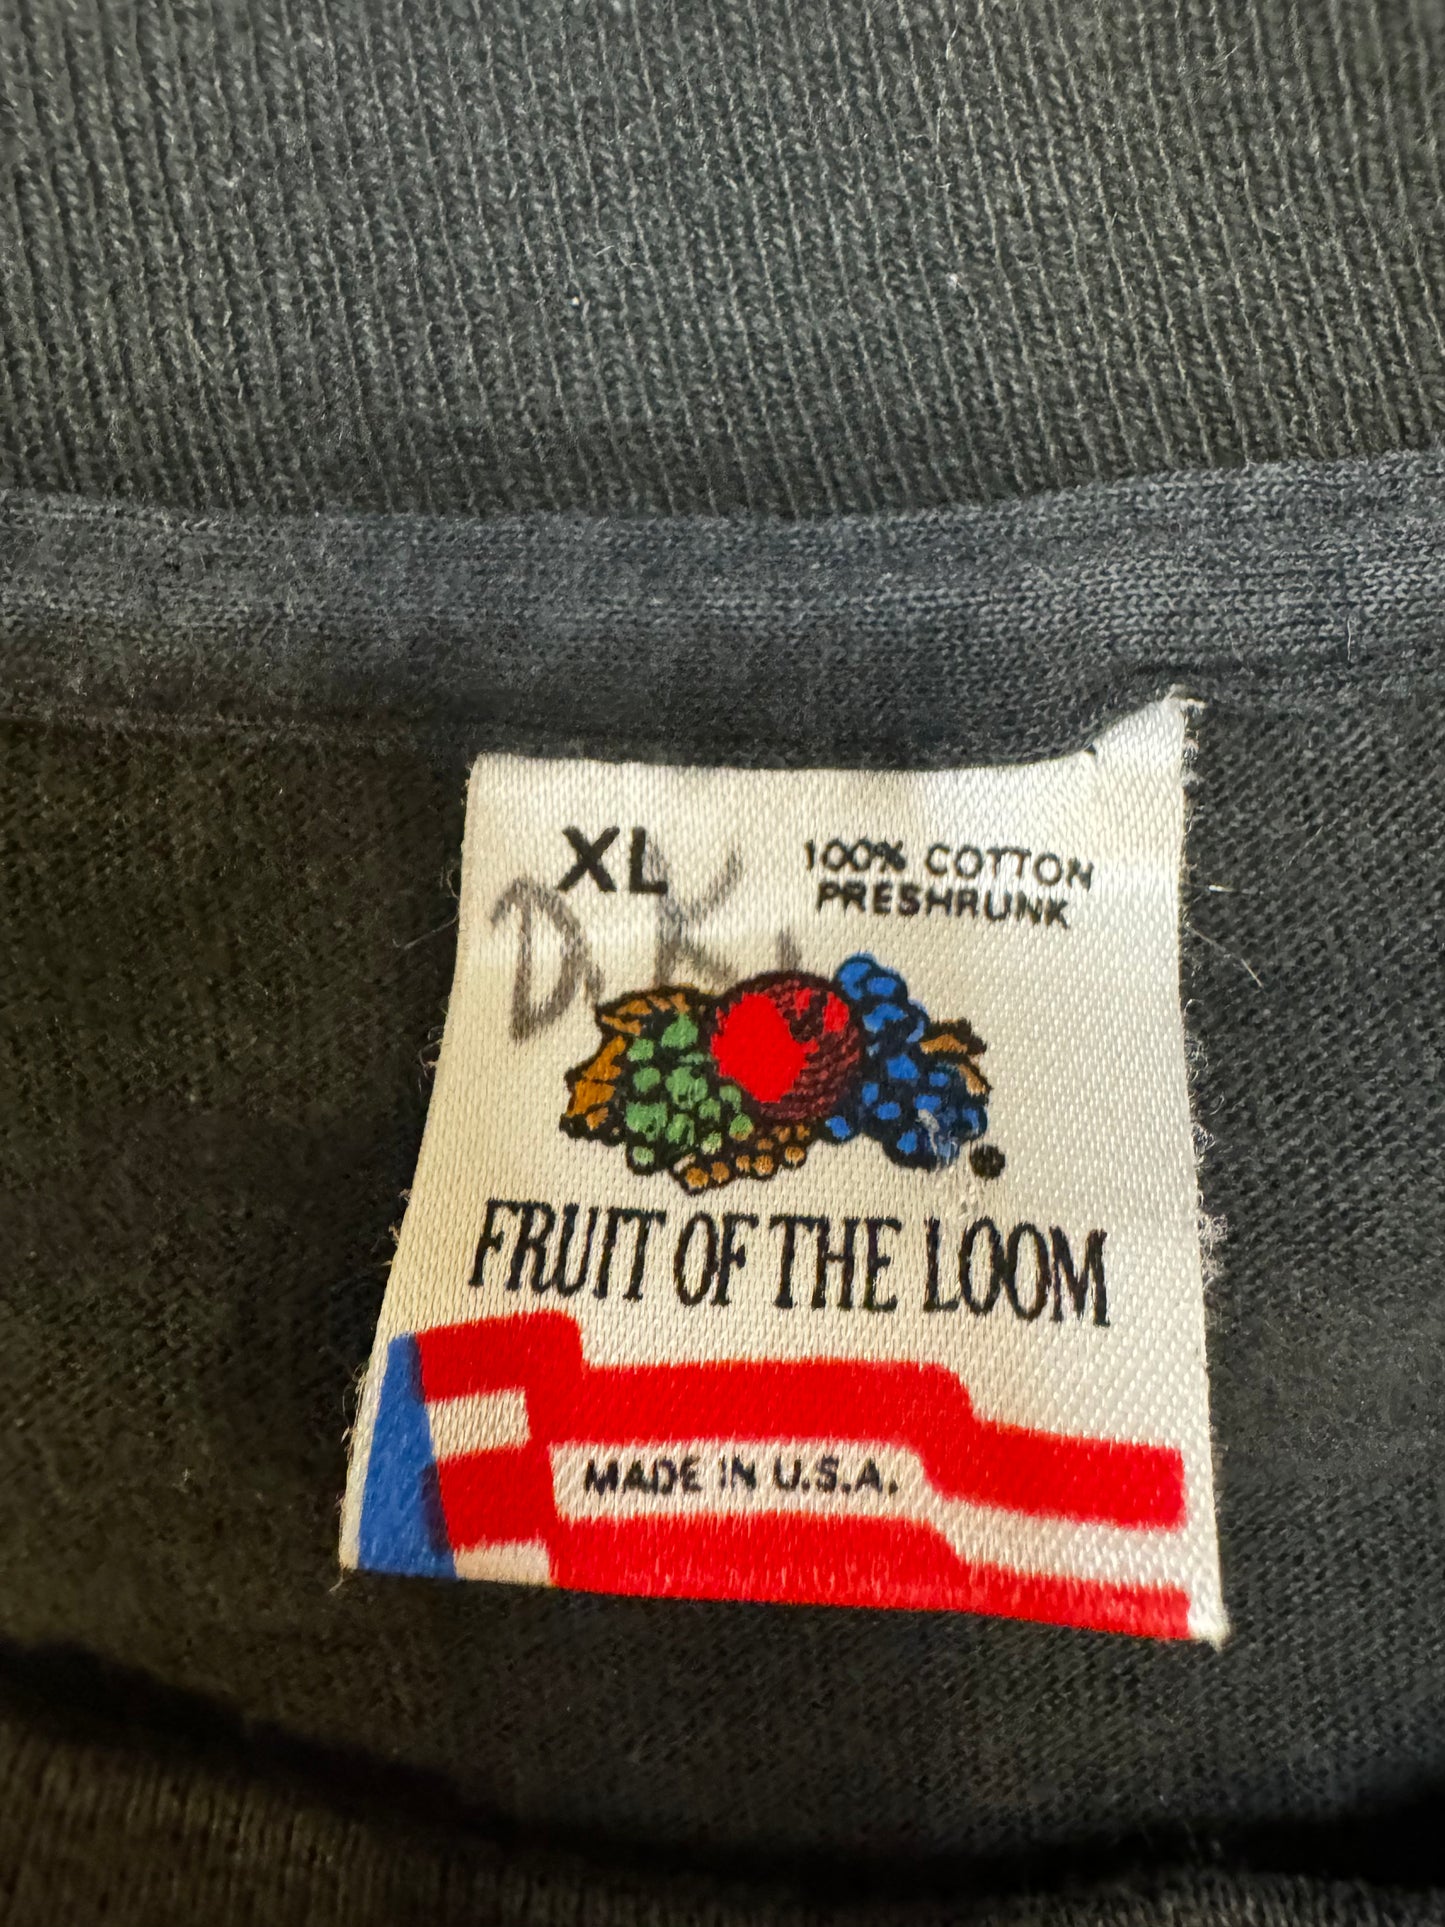 XL
100% COTTON
PRESHRUNK
D. K.
FRUIT OF THE LOOM
MADE IN U.S.A.